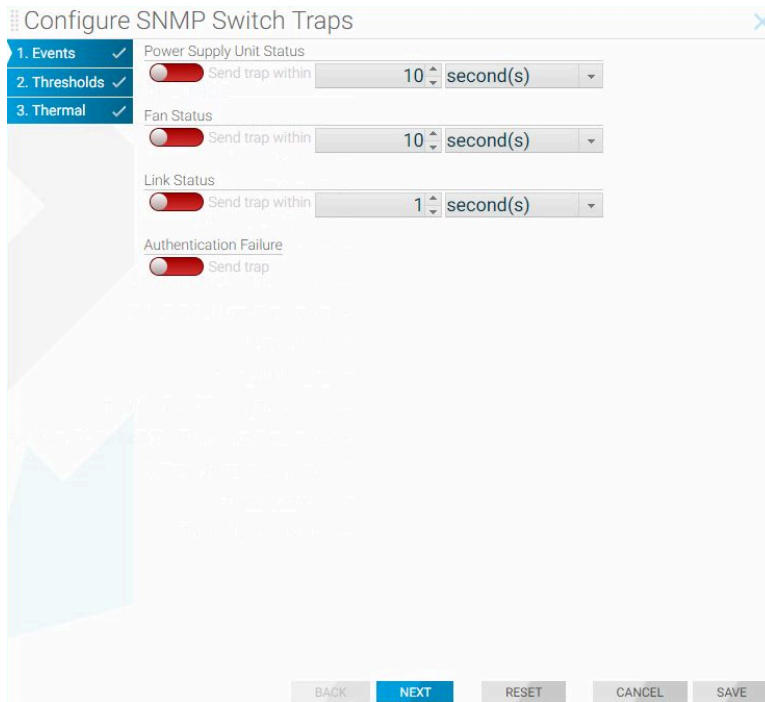 Configure SNMP Switch Traps
1. Events
2. Thresholds
3. Thermal
Power Supply Unit Status
Send trap within 10 second(s)
Fan Status
Send trap within 10 second(s)
Link Status
Send trap within 1 second(s)
Authentication Failure
Send trap
BACK NEXT RESET CANCEL SAVE